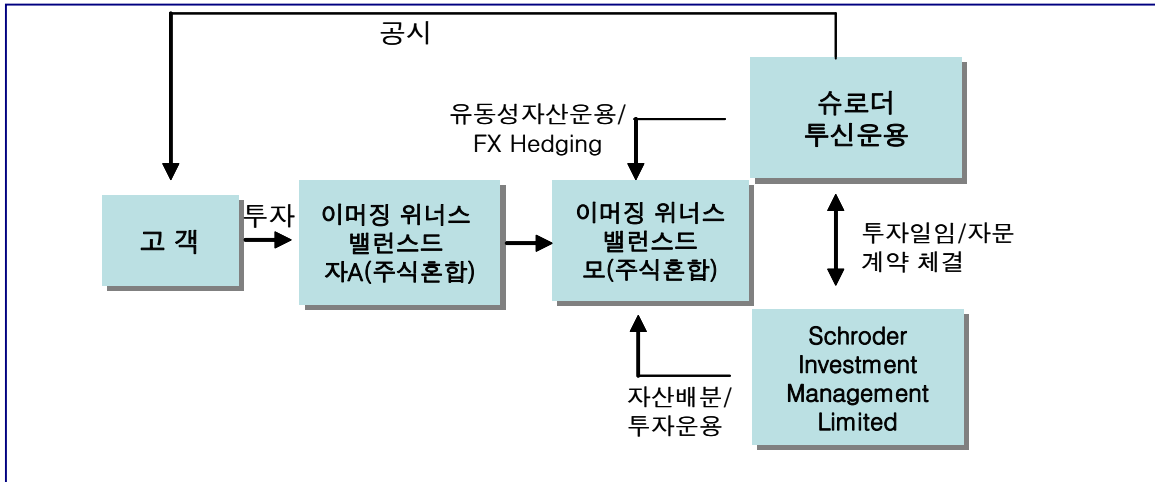 공시
슈로더
투신운용
유동성자산운용/
FX Hedging
고 객
투자
이머징 위너스
밸런스드
자A(주식혼합)
이머징 위너스
밸런스드
모(주식혼합)
투자일임/자문
계약 체결
자산배분/
투자운용
Schroder
Investment
Management
Limited